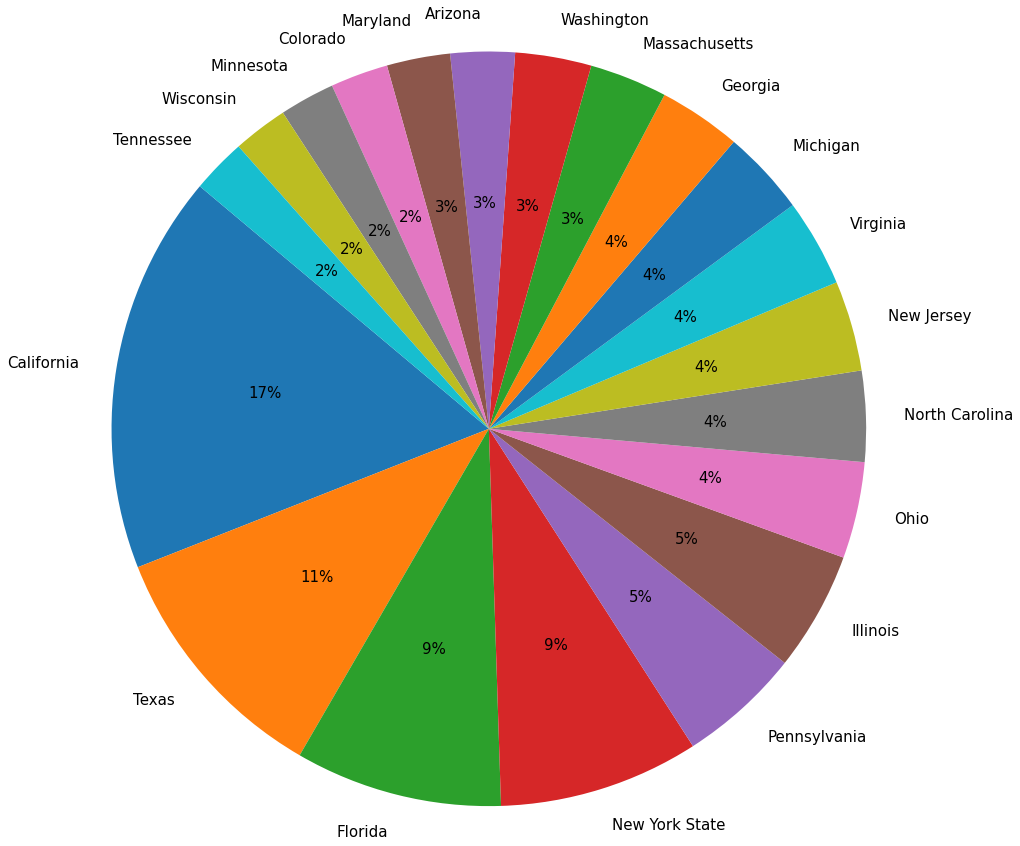 Arizona
Washington
Maryland
Colorado
Massachusetts
Minnesota
Georgia
Wisconsin
Tennessee
Michigan
3%
3%
3%
2%
3%
Virginia
2%
4%
2%
2%
4%
New Jersey
4%
California
4%
17%
North Carolina
4%
4%
Ohio
5%
11%
5%
Illinois
9%
9%
Texas
Pennsylvania
New York State
Florida